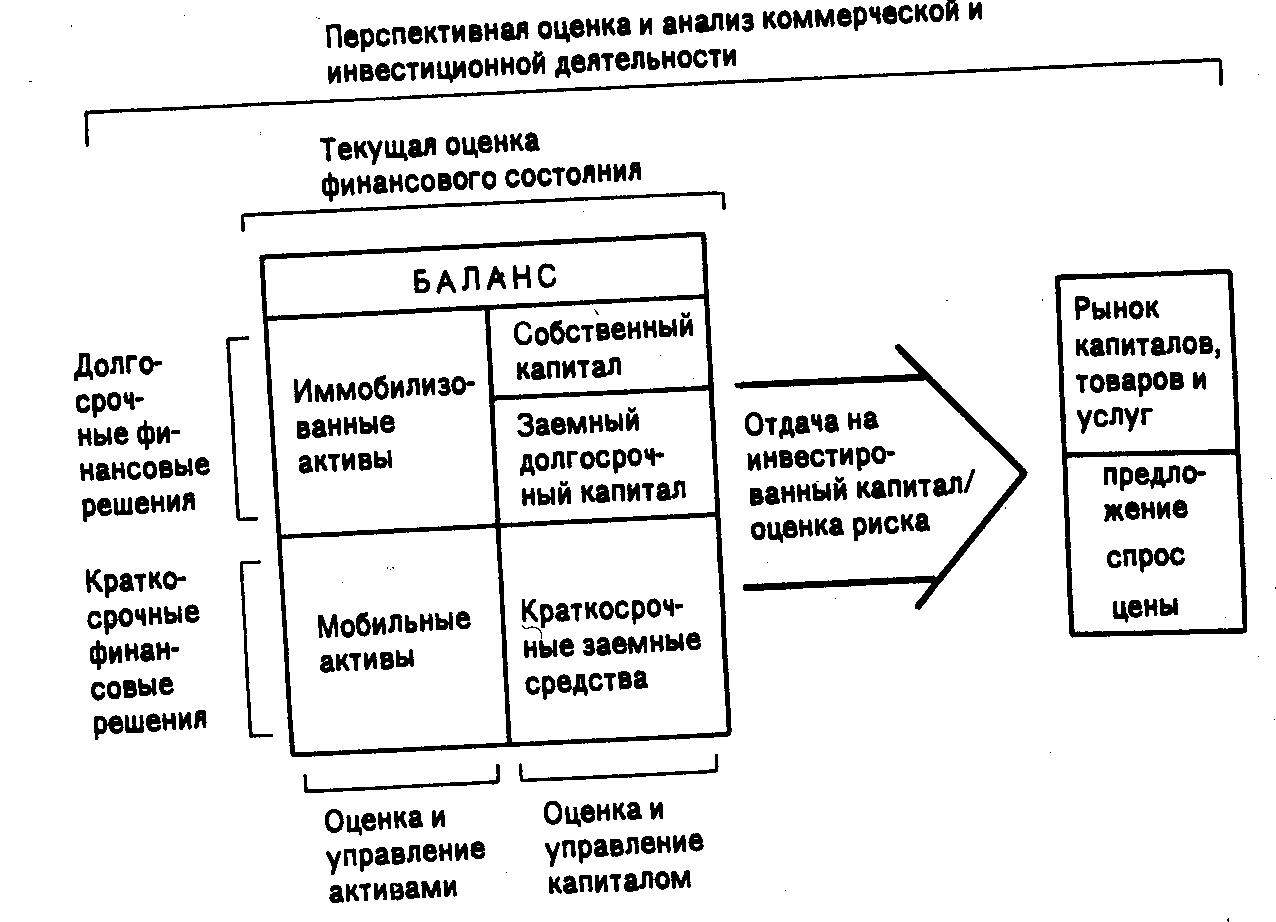 Перспективная оценка и анализ коммерческой и
инвестиционной деятельности
Текущая оценка
финансового состояния
БАЛАНС
Долго-
сроч-
ные фи-
нансовые
решения
Иммобилизо-
ванные
активы
Собственный
капитал
Заемный
долгосроч-
ный капитал
Кратко-
срочные
финан-
совые
решения
Мобильные
активы
Краткосроч-
ные заемные
средства
Оценка и
управление
активами
Оценка и
управление
капиталом
Отдача на
инвестиро-
ванный капитал/
оценка риска
Рынок
капиталов,
товаров и
услуг
предло-
жение
спрос
цены